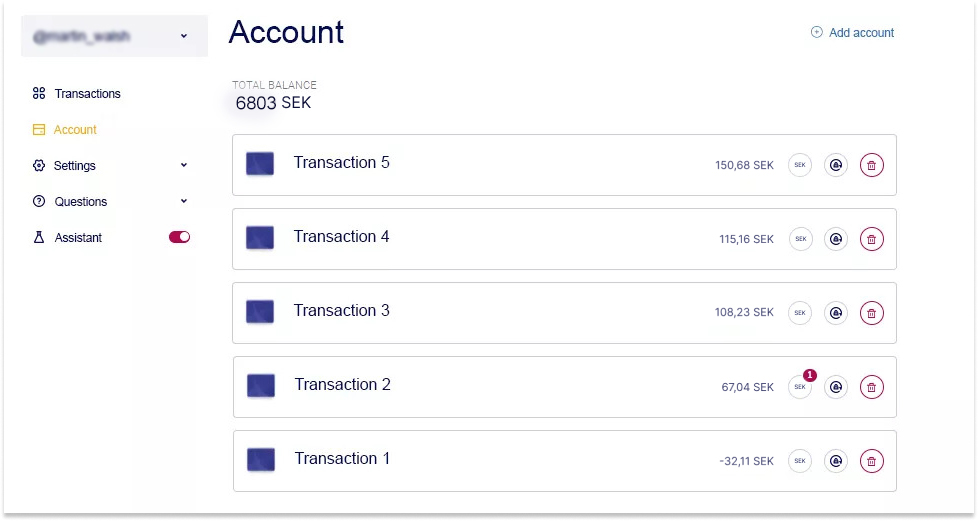 Account
Add account
TOTAL BALANCE
6803 SEK
Transactions
Account
Settings
Questions
Assistant
Transaction 5
150,68 SEK
SEK
Transaction 4
115,16 SEK
SEK
Transaction 3
108,23 SEK
SEK
Transaction 2
67,04 SEK
SEK
1
Transaction 1
-32,11 SEK
SEK